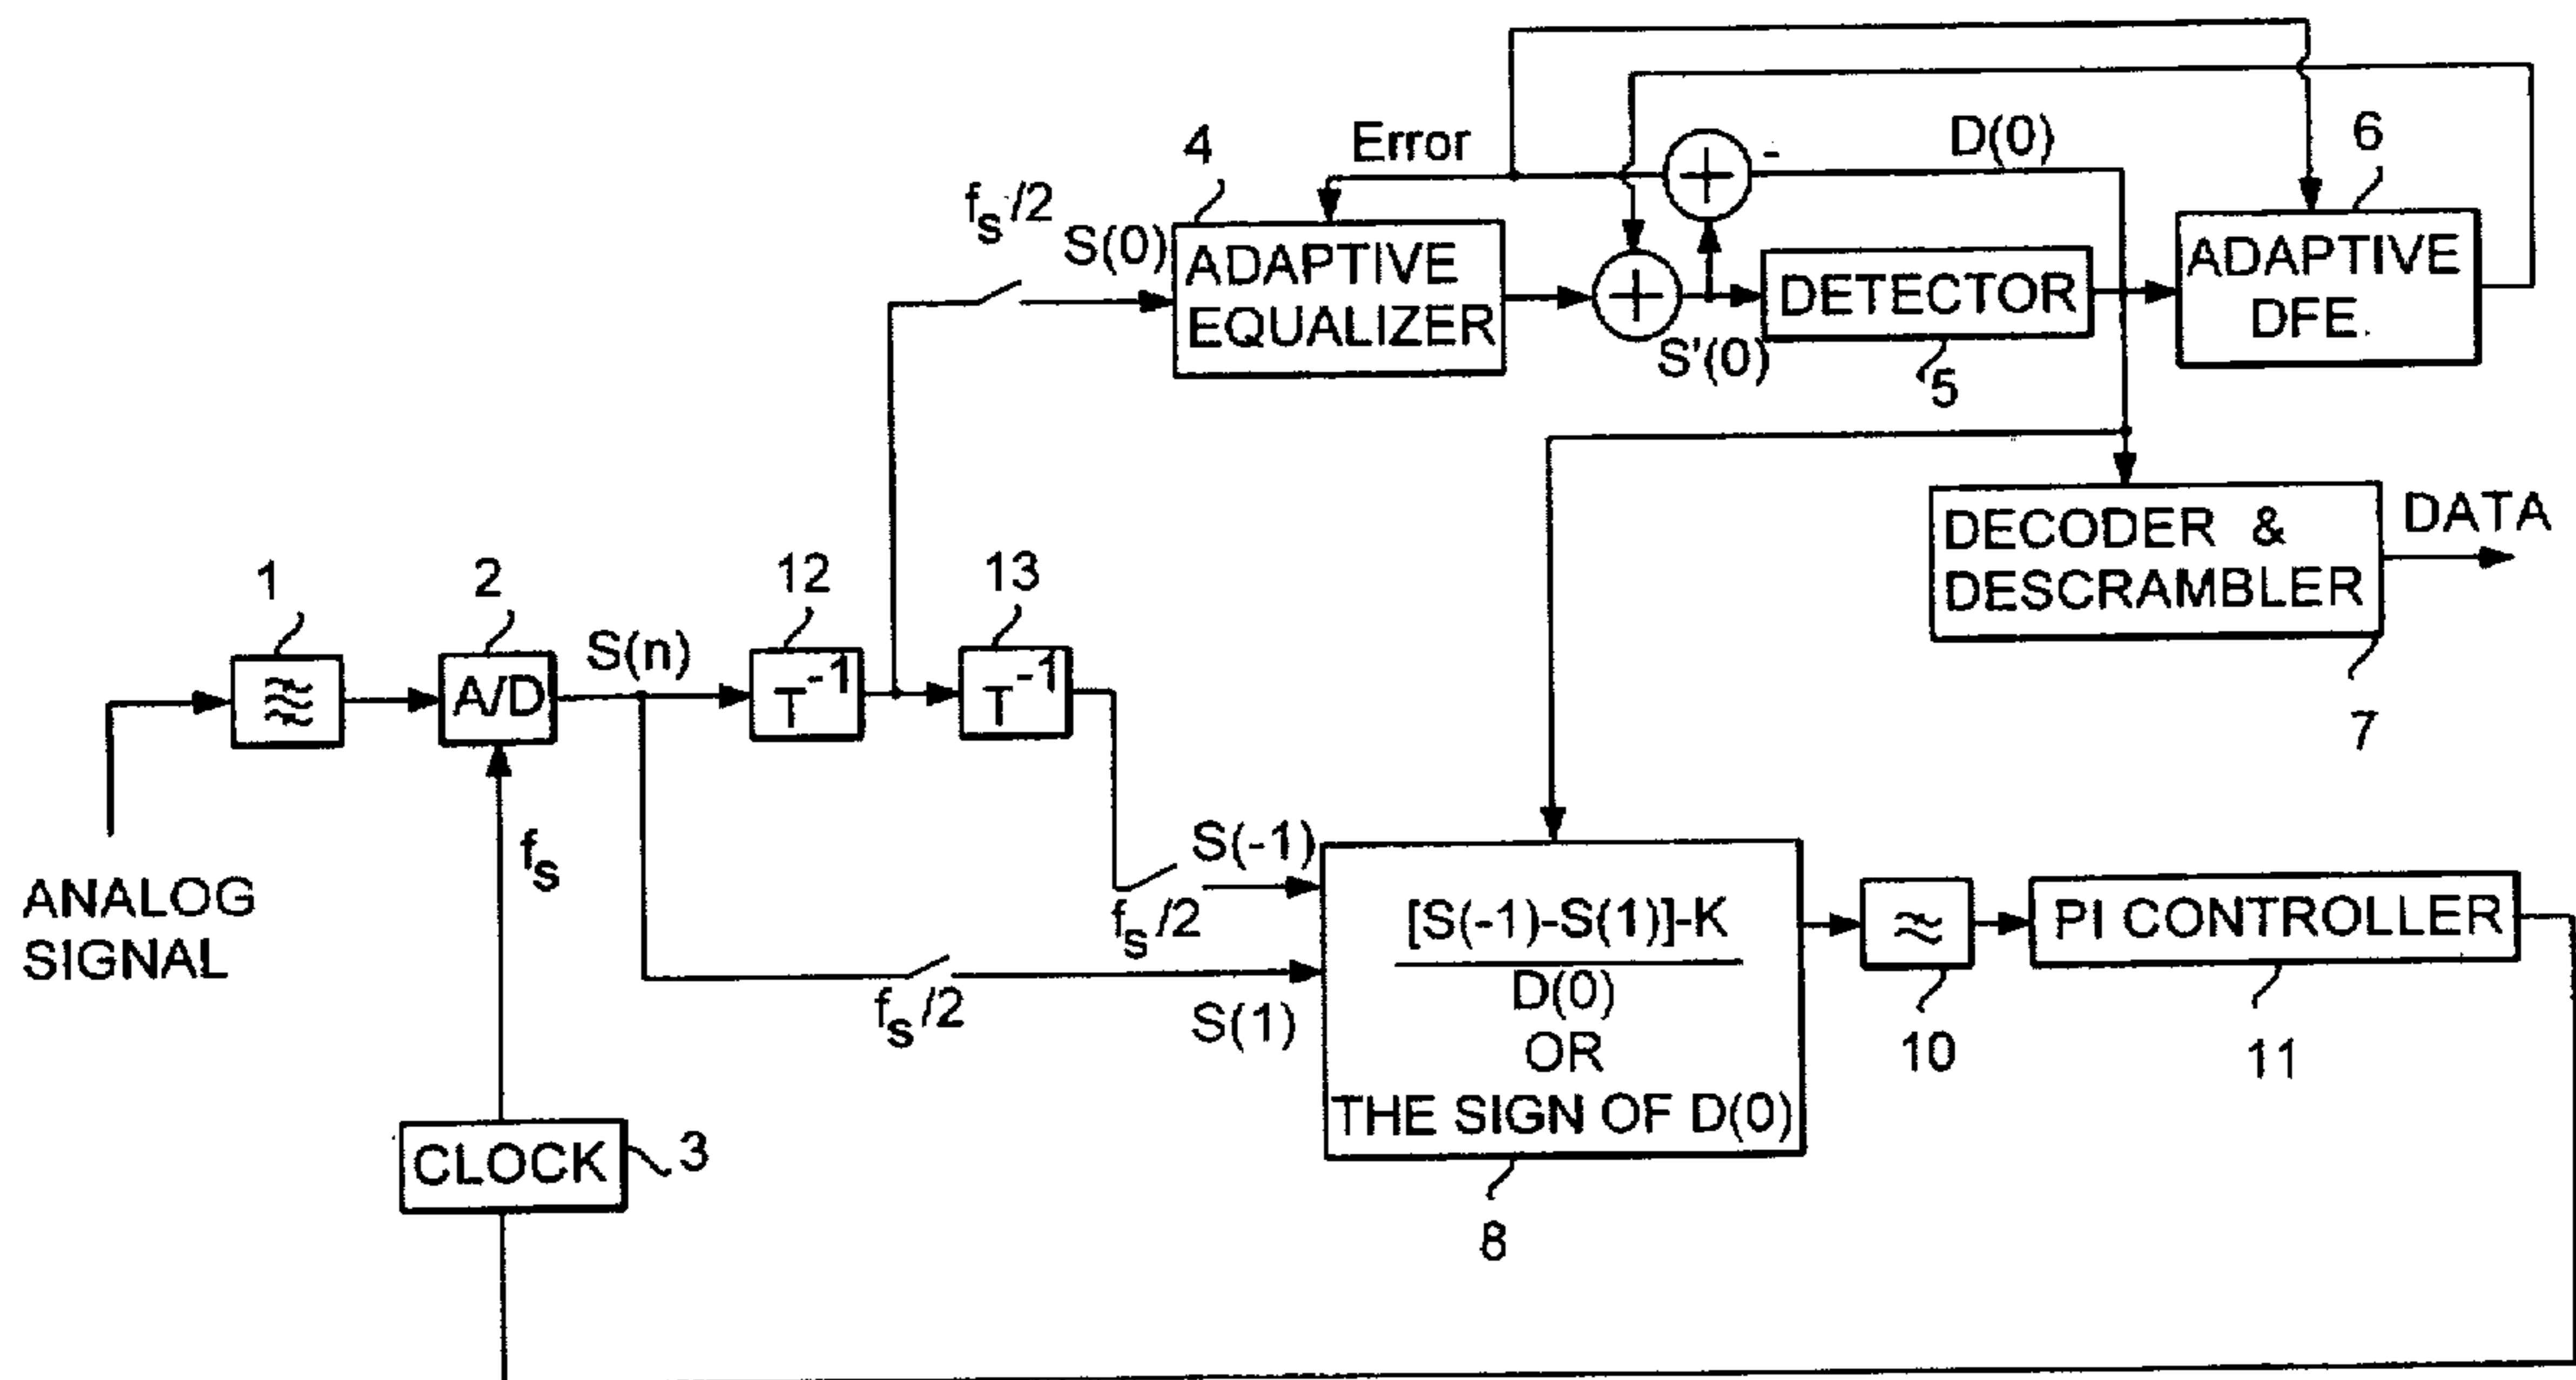 Error
D(0)
6
4
f_s/2
S(0)
ADAPTIVE
EQUALIZER
+
-
+
S'(0)
DETECTOR
5
ADAPTIVE
DFE.
DECODER &
DESCRAMBLER
DATA
7
1
2
S(n)
12
13
A/D
T^-1
T^-1
ANALOG
SIGNAL
f_s
CLOCK
3
S(-1)
f_s/2
f_s/2
S(1)
[S(-1)-S(1)]-K
D(0)
OR
THE SIGN OF D(0)
8
≈
10
PI CONTROLLER
11